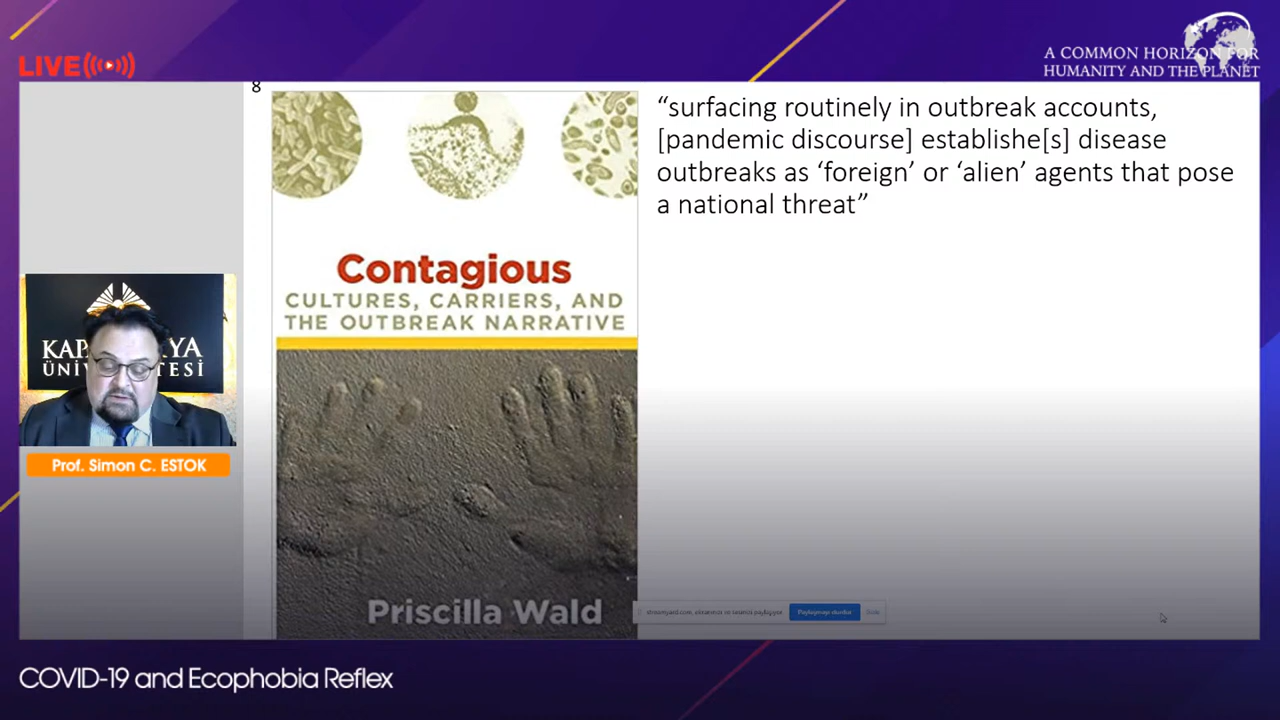 LIVE
A COMMON HORIZON FOR
HUMANITY AND THE PLANET
8
“surfacing routinely in outbreak accounts,
[pandemic discourse] establishe[s] disease
outbreaks as ‘foreign’ or ‘alien’ agents that pose
a national threat”
Contagious
CULTURES, CARRIERS, AND
THE OUTBREAK NARRATIVE
Priscilla Wald
Prof. Simon C. ESTOK
COVID-19 and Ecophobia Reflex